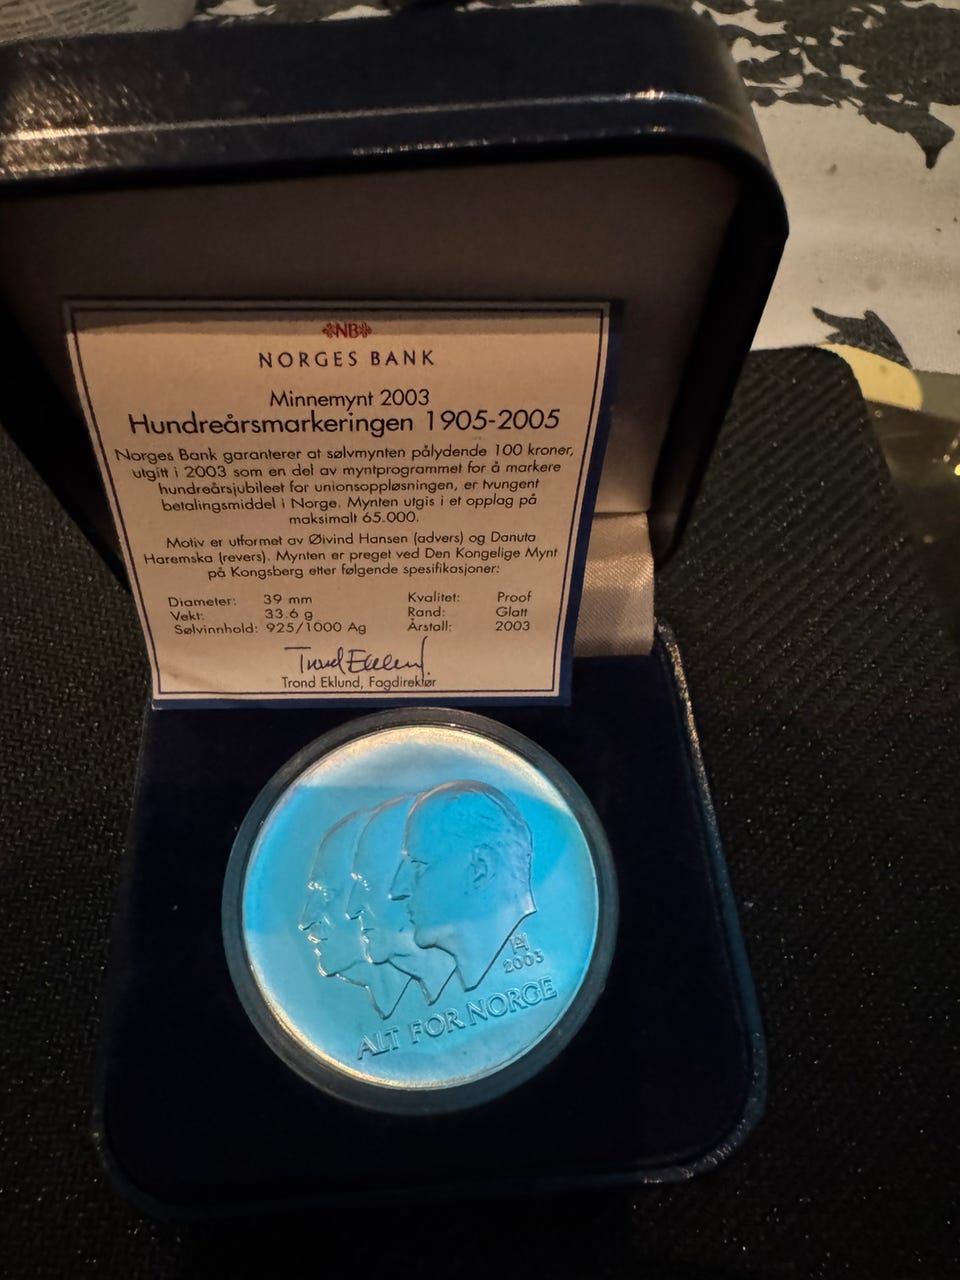 NB
NORGES BANK
Minnemynt 2003
Hundreårsmarkeringen 1905-2005
Norges Bank garanterer at sølvmynten pålydende 100 kroner,
utgitt i 2003 som en del av myntprogrammet for å markere
hundreårsjubileet for unionsoppløsningen, er tvungent
betalingsmiddel i Norge. Mynten utgis i et opplag på
maksimalt 65.000.
Motiv er utformet av Øivind Hansen (advers) og Danuta
Haremska (revers). Mynten er preget ved Den Kongelige Mynt
på Kongsberg etter følgende spesifikasjoner:
Diameter: 39 mm Kvalitet: Proof
Vekt: 33.6 g Rand: Glatt
Sølvinnhold: 925/1000 Ag Årstall: 2003
Trond Eklund
Trond Eklund, Fagdirektør
2003
ALT FOR NORGE